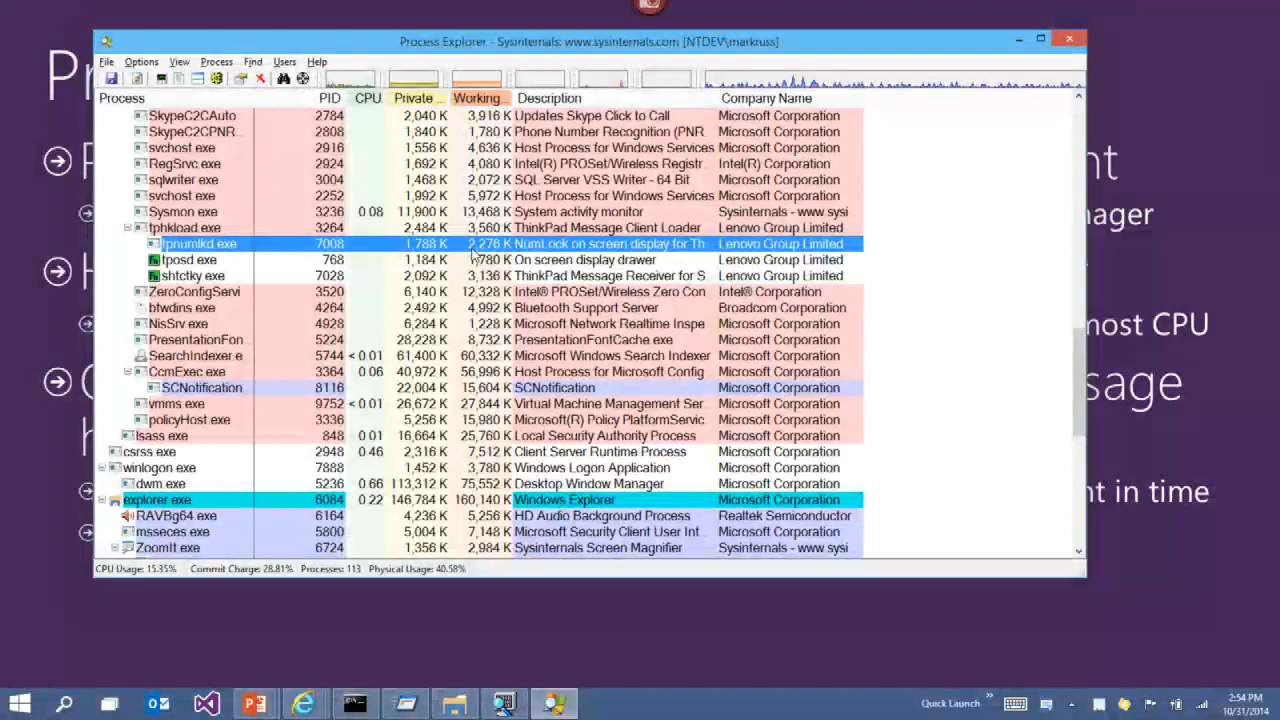 Process Explorer - Sysinternals: www.sysinternals.com [NTDEV\markruss]
File Options View Process Find Users Help
Process PID CPU Private ... Working... Description Company Name
SkypeC2CAuto 2784 2,040 K 3,916 K Updates Skype Click to Call Microsoft Corporation
SkypeC2CPNR... 2808 1,840 K 1,780 K Phone Number Recognition (PNR Microsoft Corporation
svchost exe 2916 1,556 K 4,636 K Host Process for Windows Services Microsoft Corporation
RegSrvc exe 2924 1,692 K 4,080 K Intel(R) PROSet/Wireless Registr Intel(R) Corporation
sqlwriter exe 3004 1,468 K 2,072 K SQL Server VSS Writer - 64 Bit Microsoft Corporation
svchost exe 2252 1,992 K 5,972 K Host Process for Windows Services Microsoft Corporation
Sysmon exe 3236 0 08 11,900 K 13,468 K System activity monitor Sysinternals - www sysi
tphkload.exe 3264 2,484 K 3,560 K ThinkPad Message Client Loader Lenovo Group Limited
tpnumlkd exe 7008 1,788 K 2,276 K NumLock on screen display for Th Lenovo Group Limited
tposd exe 768 1,184 K 780 K On screen display drawer Lenovo Group Limited
shtctky exe 7028 2,092 K 3,136 K ThinkPad Message Receiver for S Lenovo Group Limited
ZeroConfigServi 3520 6,140 K 12,328 K Intel® PROSet/Wireless Zero Con Intel® Corporation
btwdins exe 4308 2,492 K 4,992 K Bluetooth Support Server Broadcom Corporation
NisSrv exe 4928 6,284 K 1,228 K Microsoft Network Realtime Inspe Microsoft Corporation
PresentationFon 5224 28,228 K 8,732 K PresentationFontCache exe Microsoft Corporation
SearchIndexer e 5744 < 0 01 61,400 K 60,332 K Microsoft Windows Search Indexer Microsoft Corporation
CcmExec exe 3364 0 06 40,972 K 56,996 K Host Process for Microsoft Config Microsoft Corporation
SCNotification 8116 22,004 K 15,604 K SCNotification Microsoft Corporation
vmms exe 9752 < 0 01 26,672 K 27,844 K Virtual Machine Management Ser Microsoft Corporation
policyHost exe 3336 5,256 K 15,980 K Microsoft(R) Policy PlatformServic Microsoft Corporation
lsass exe 848 0 01 16,664 K 25,760 K Local Security Authority Process Microsoft Corporation
csrss exe 2948 0 46 2,316 K 7,512 K Client Server Runtime Process Microsoft Corporation
winlogon exe 7888 1,452 K 3,780 K Windows Logon Application Microsoft Corporation
dwm exe 5236 0 66 113,312 K 75,552 K Desktop Window Manager Microsoft Corporation
explorer exe 6084 0 22 146,784 K 160,140 K Windows Explorer Microsoft Corporation
RAVBg64 exe 6164 4,236 K 5,256 K HD Audio Background Process Realtek Semiconductor
msseces exe 5800 5,004 K 7,148 K Microsoft Security Client User Int Microsoft Corporation
ZoomIt exe 6724 1,356 K 2,984 K Sysinternals Screen Magnifier Sysinternals - www sysi
CPU Usage: 15.35% Commit Charge: 28.81% Processes: 113 Physical Usage: 40.58%
Pr
nt
nager
most CPU
sage
nt in time
Quick Launch
2:54 PM
10/31/2014